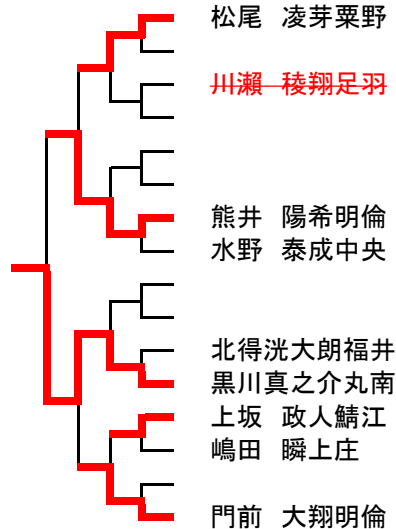 松尾 凌芽粟野
川瀨 稜翔足羽
熊井 陽希明倫
水野 泰成中央
北得洸大朗福井
黒川真之介丸南
上坂 政人鯖江
嶋田 瞬上庄
門前 大翔明倫